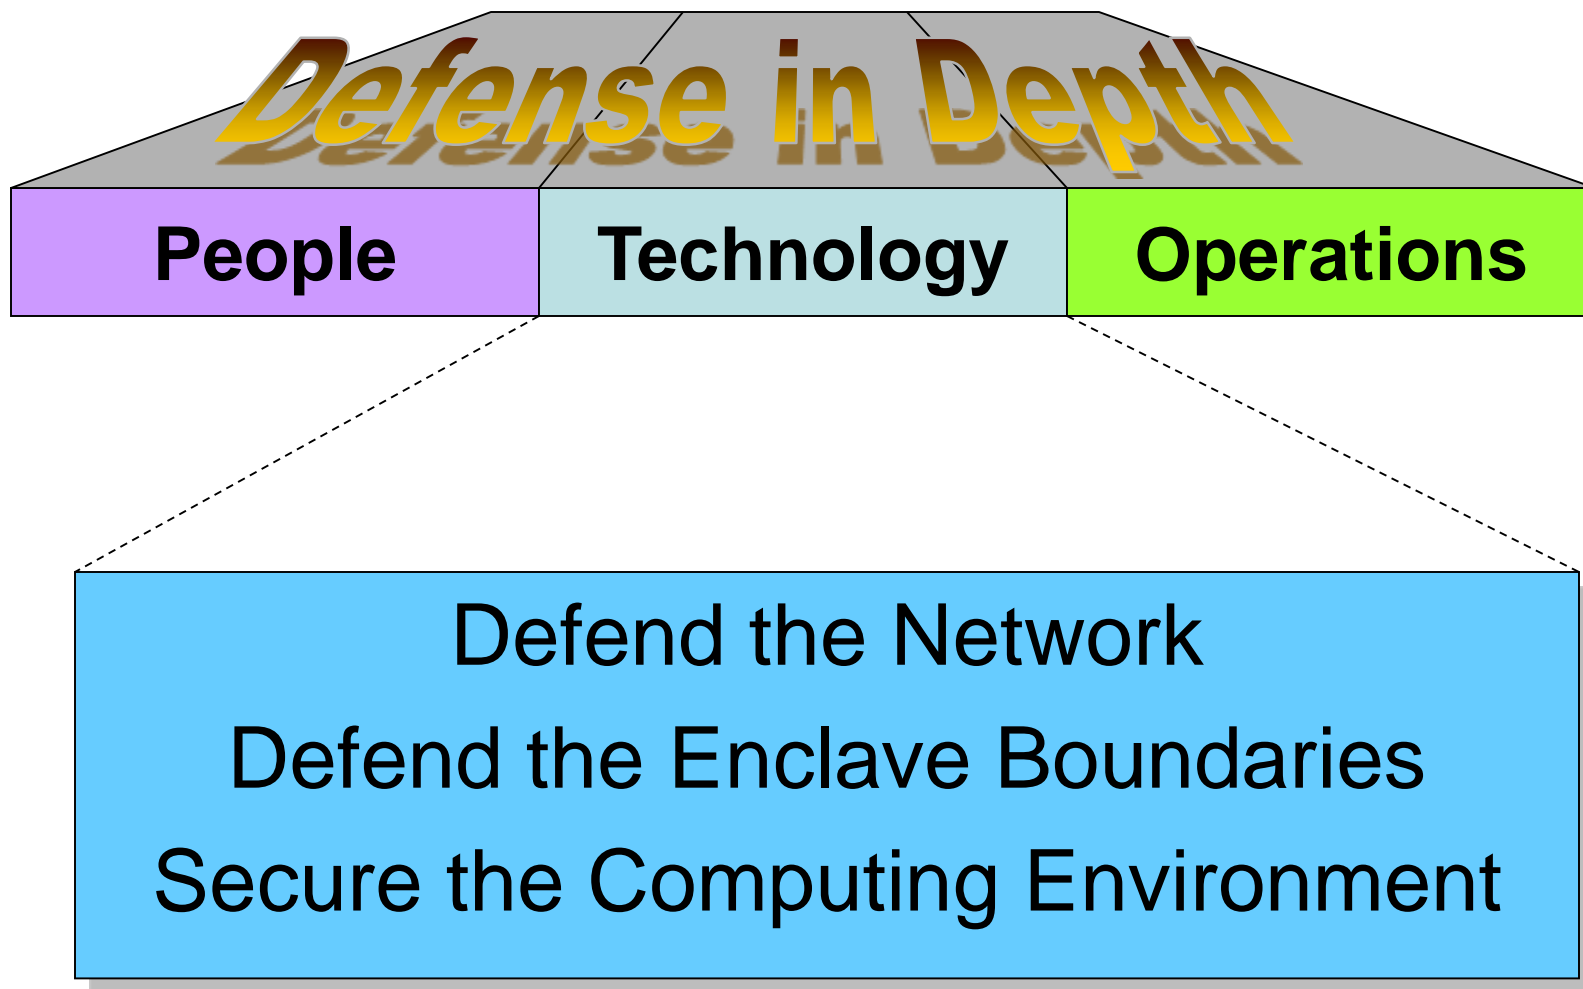 Defense in Depth
People
Technology
Operations
Defend the Network
Defend the Enclave Boundaries
Secure the Computing Environment